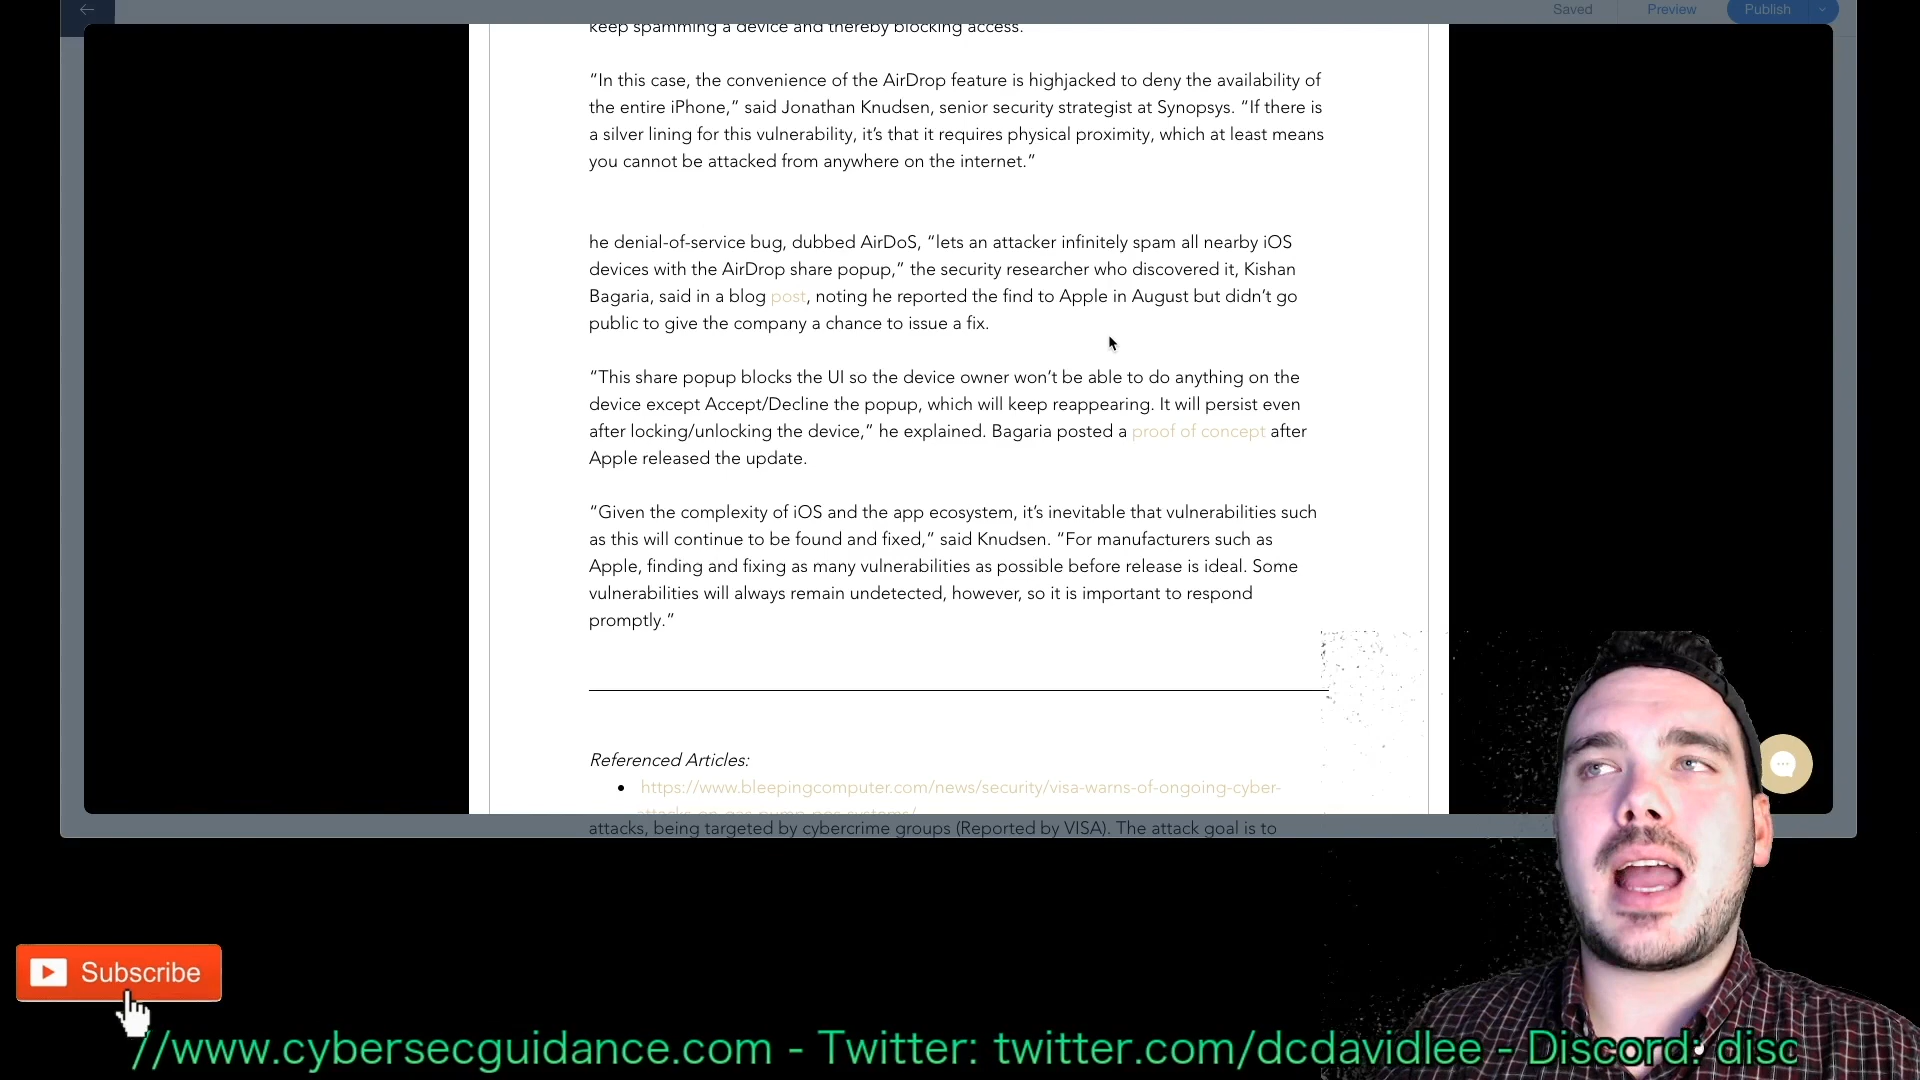 Saved Preview Publish
keep spamming a device and thereby blocking access.
“In this case, the convenience of the AirDrop feature is highjacked to deny the availability of
the entire iPhone,” said Jonathan Knudsen, senior security strategist at Synopsys. “If there is
a silver lining for this vulnerability, it’s that it requires physical proximity, which at least means
you cannot be attacked from anywhere on the internet.”
he denial-of-service bug, dubbed AirDoS, “lets an attacker infinitely spam all nearby iOS
devices with the AirDrop share popup,” the security researcher who discovered it, Kishan
Bagaria, said in a blog post, noting he reported the find to Apple in August but didn’t go
public to give the company a chance to issue a fix.
“This share popup blocks the UI so the device owner won’t be able to do anything on the
device except Accept/Decline the popup, which will keep reappearing. It will persist even
after locking/unlocking the device,” he explained. Bagaria posted a proof of concept after
Apple released the update.
“Given the complexity of iOS and the app ecosystem, it’s inevitable that vulnerabilities such
as this will continue to be found and fixed,” said Knudsen. “For manufacturers such as
Apple, finding and fixing as many vulnerabilities as possible before release is ideal. Some
vulnerabilities will always remain undetected, however, so it is important to respond
promptly.”
Referenced Articles:
https://www.bleepingcomputer.com/news/security/visa-warns-of-ongoing-cyber-
attacks-on-gas-pump-pos-systems/
attacks, being targeted by cybercrime groups (Reported by VISA). The attack goal is to
Subscribe
//www.cybersecguidance.com - Twitter: twitter.com/dcdavidlee - Discord: disc